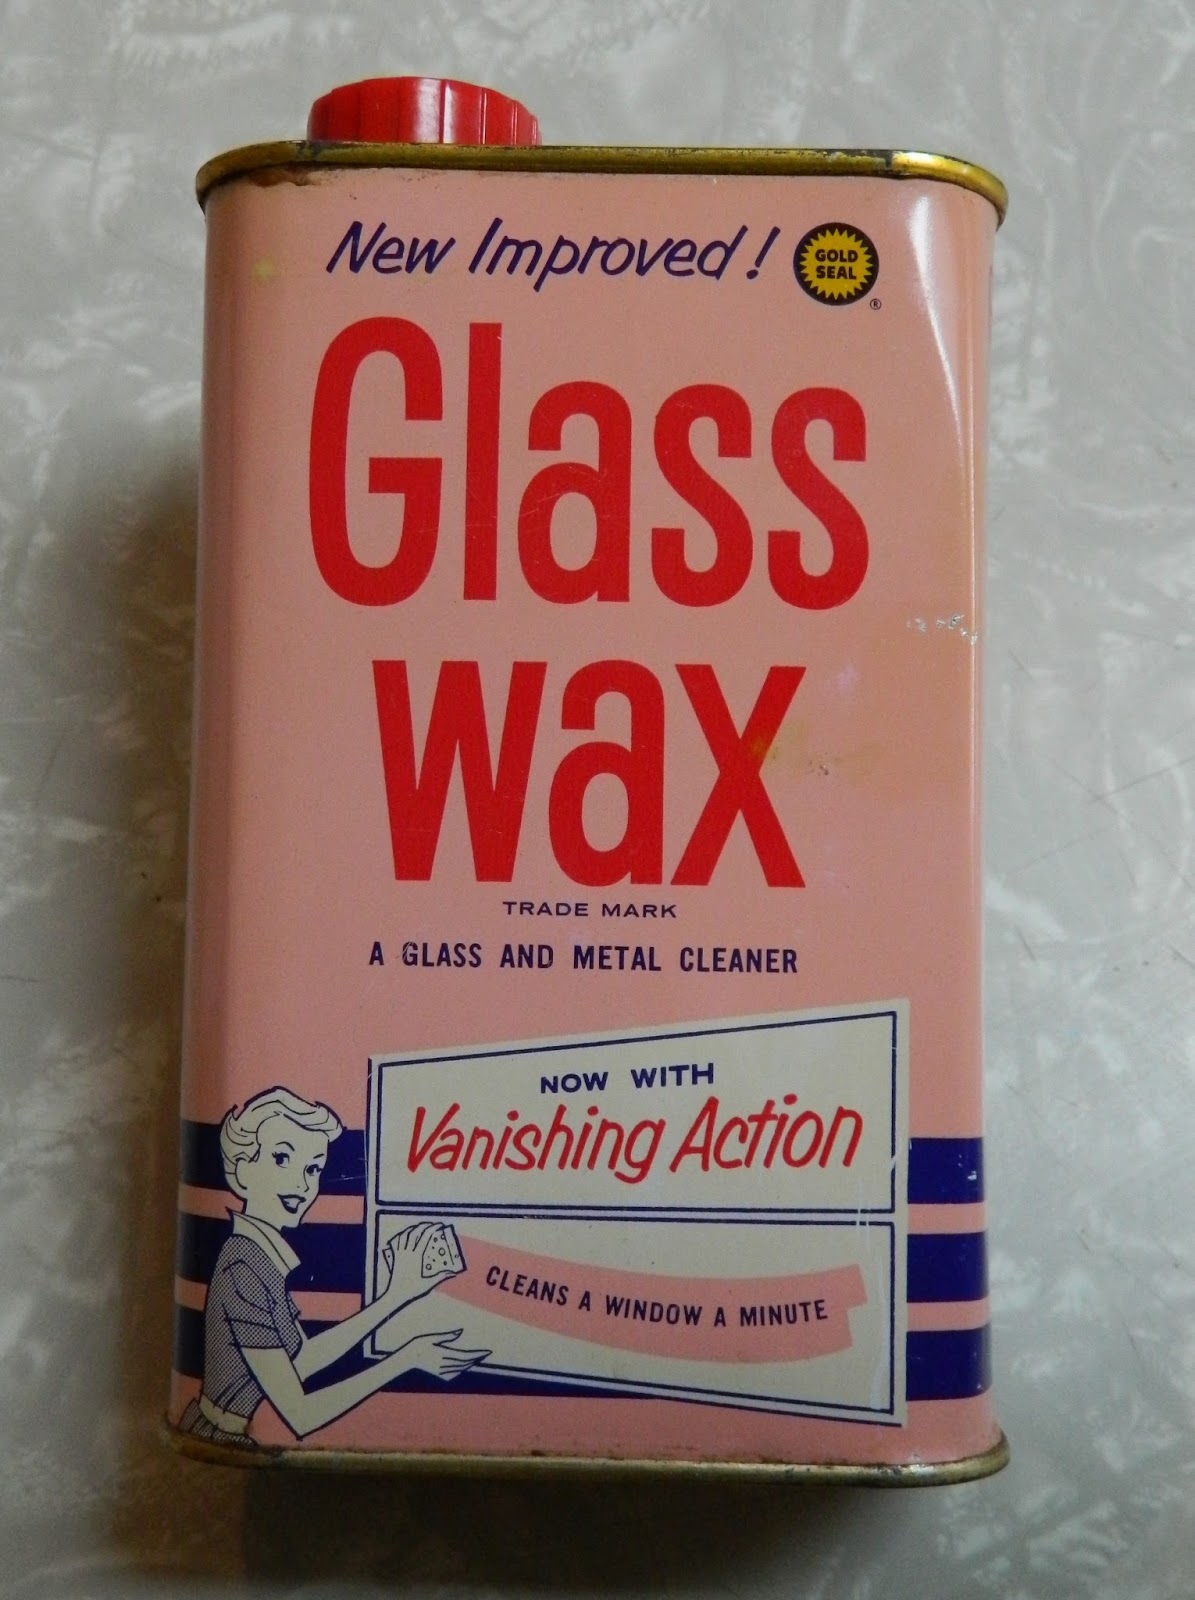 New Improved!
GOLD
SEAL
®
Glass
wax
TRADE MARK
A GLASS AND METAL CLEANER
NOW WITH
Vanishing Action
CLEANS A WINDOW A MINUTE